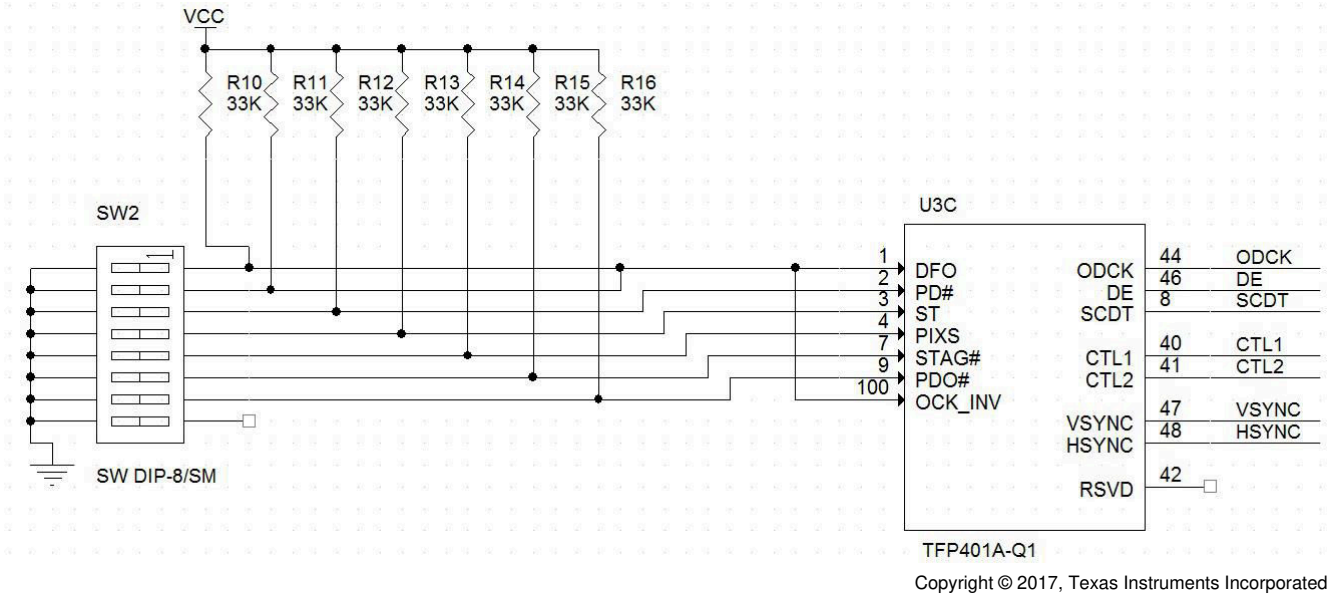 VCC
R10 R11 R12 R13 R14 R15 R16
33K 33K 33K 33K 33K 33K 33K
SW2
1
SW DIP-8/SM
U3C
1 DFO
2 PD#
3 ST
4 PIXS
7 STAG#
9 PDO#
100 OCK_INV
ODCK 44 ODCK
DE 46 DE
SCDT 8 SCDT
CTL1 40 CTL1
CTL2 41 CTL2
VSYNC 47 VSYNC
HSYNC 48 HSYNC
RSVD 42
TFP401A-Q1
Copyright © 2017, Texas Instruments Incorporated